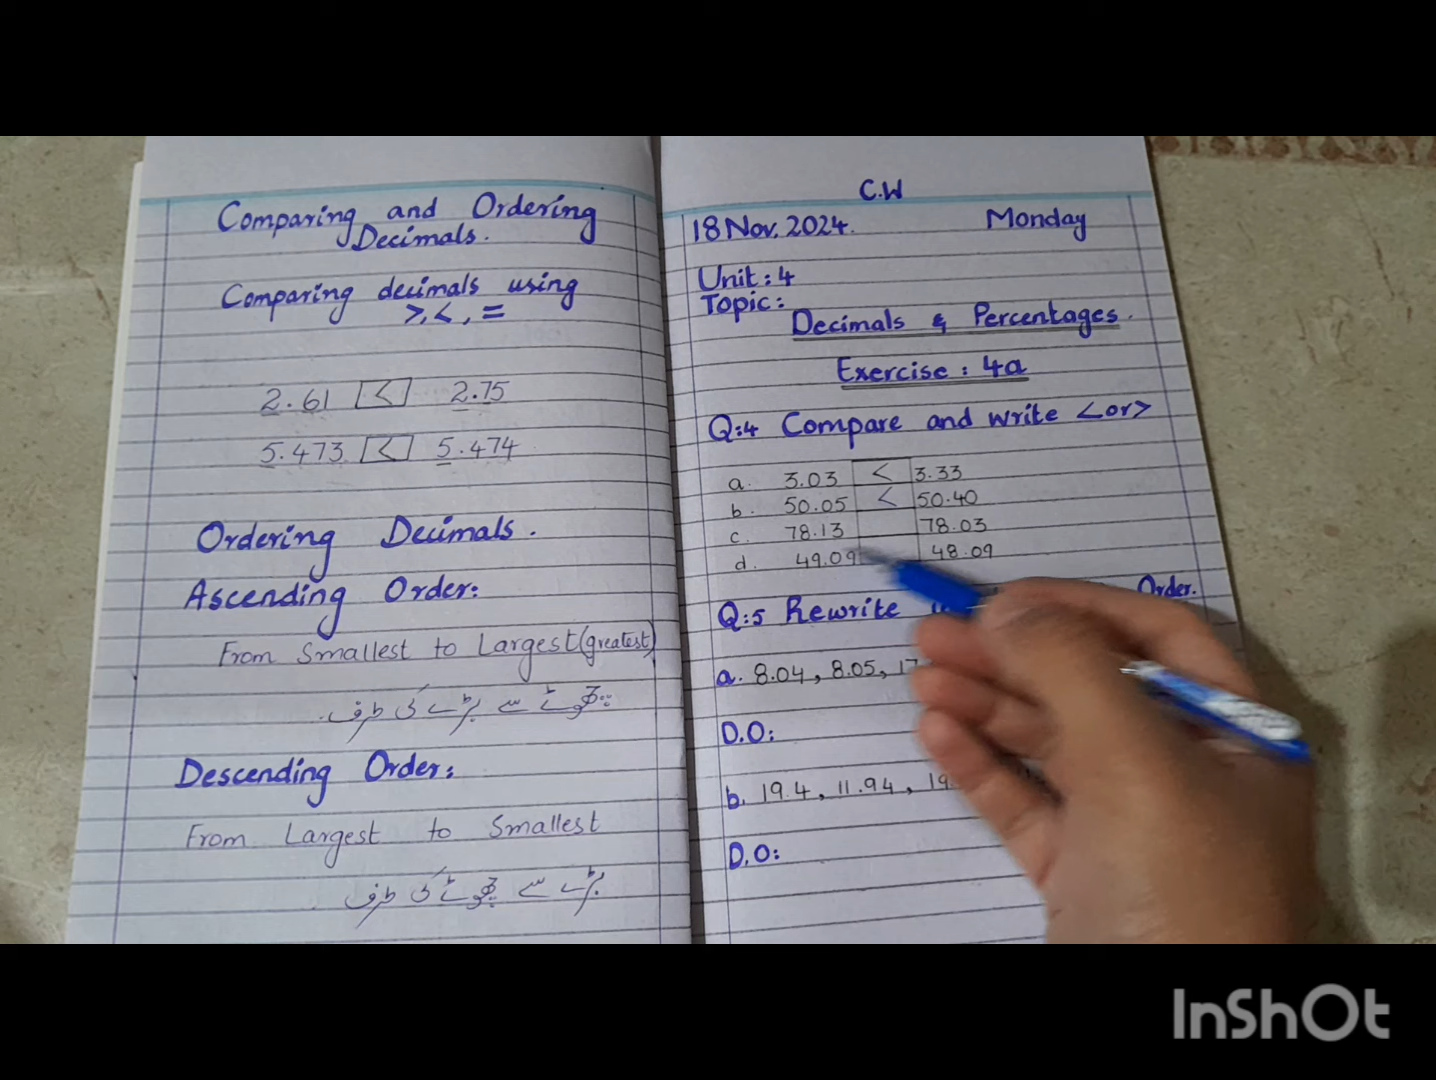 Comparing and Ordering
Decimals.
Comparing decimals using
>, <, =
2.61 < 2.75
5.473 < 5.474
Ordering Decimals.
Ascending Order:
From Smallest to Largest (greatest)
چھوٹے سے بڑے کی طرف
Descending Order:
From Largest to Smallest
بڑے سے چھوٹے کی طرف
C.W
18 Nov. 2024. Monday
Unit: 4
Topic:
Decimals & Percentages.
Exercise: 4a
Q:4 Compare and write <or>
a. 3.03 < 3.33
b. 50.05 < 50.40
c. 78.13 78.03
d. 49.09 48.09
Q:5 Rewrite Order.
a. 8.04, 8.05, 17
D.O:
b. 19.4, 11.94, 19
D.O:
InShOt